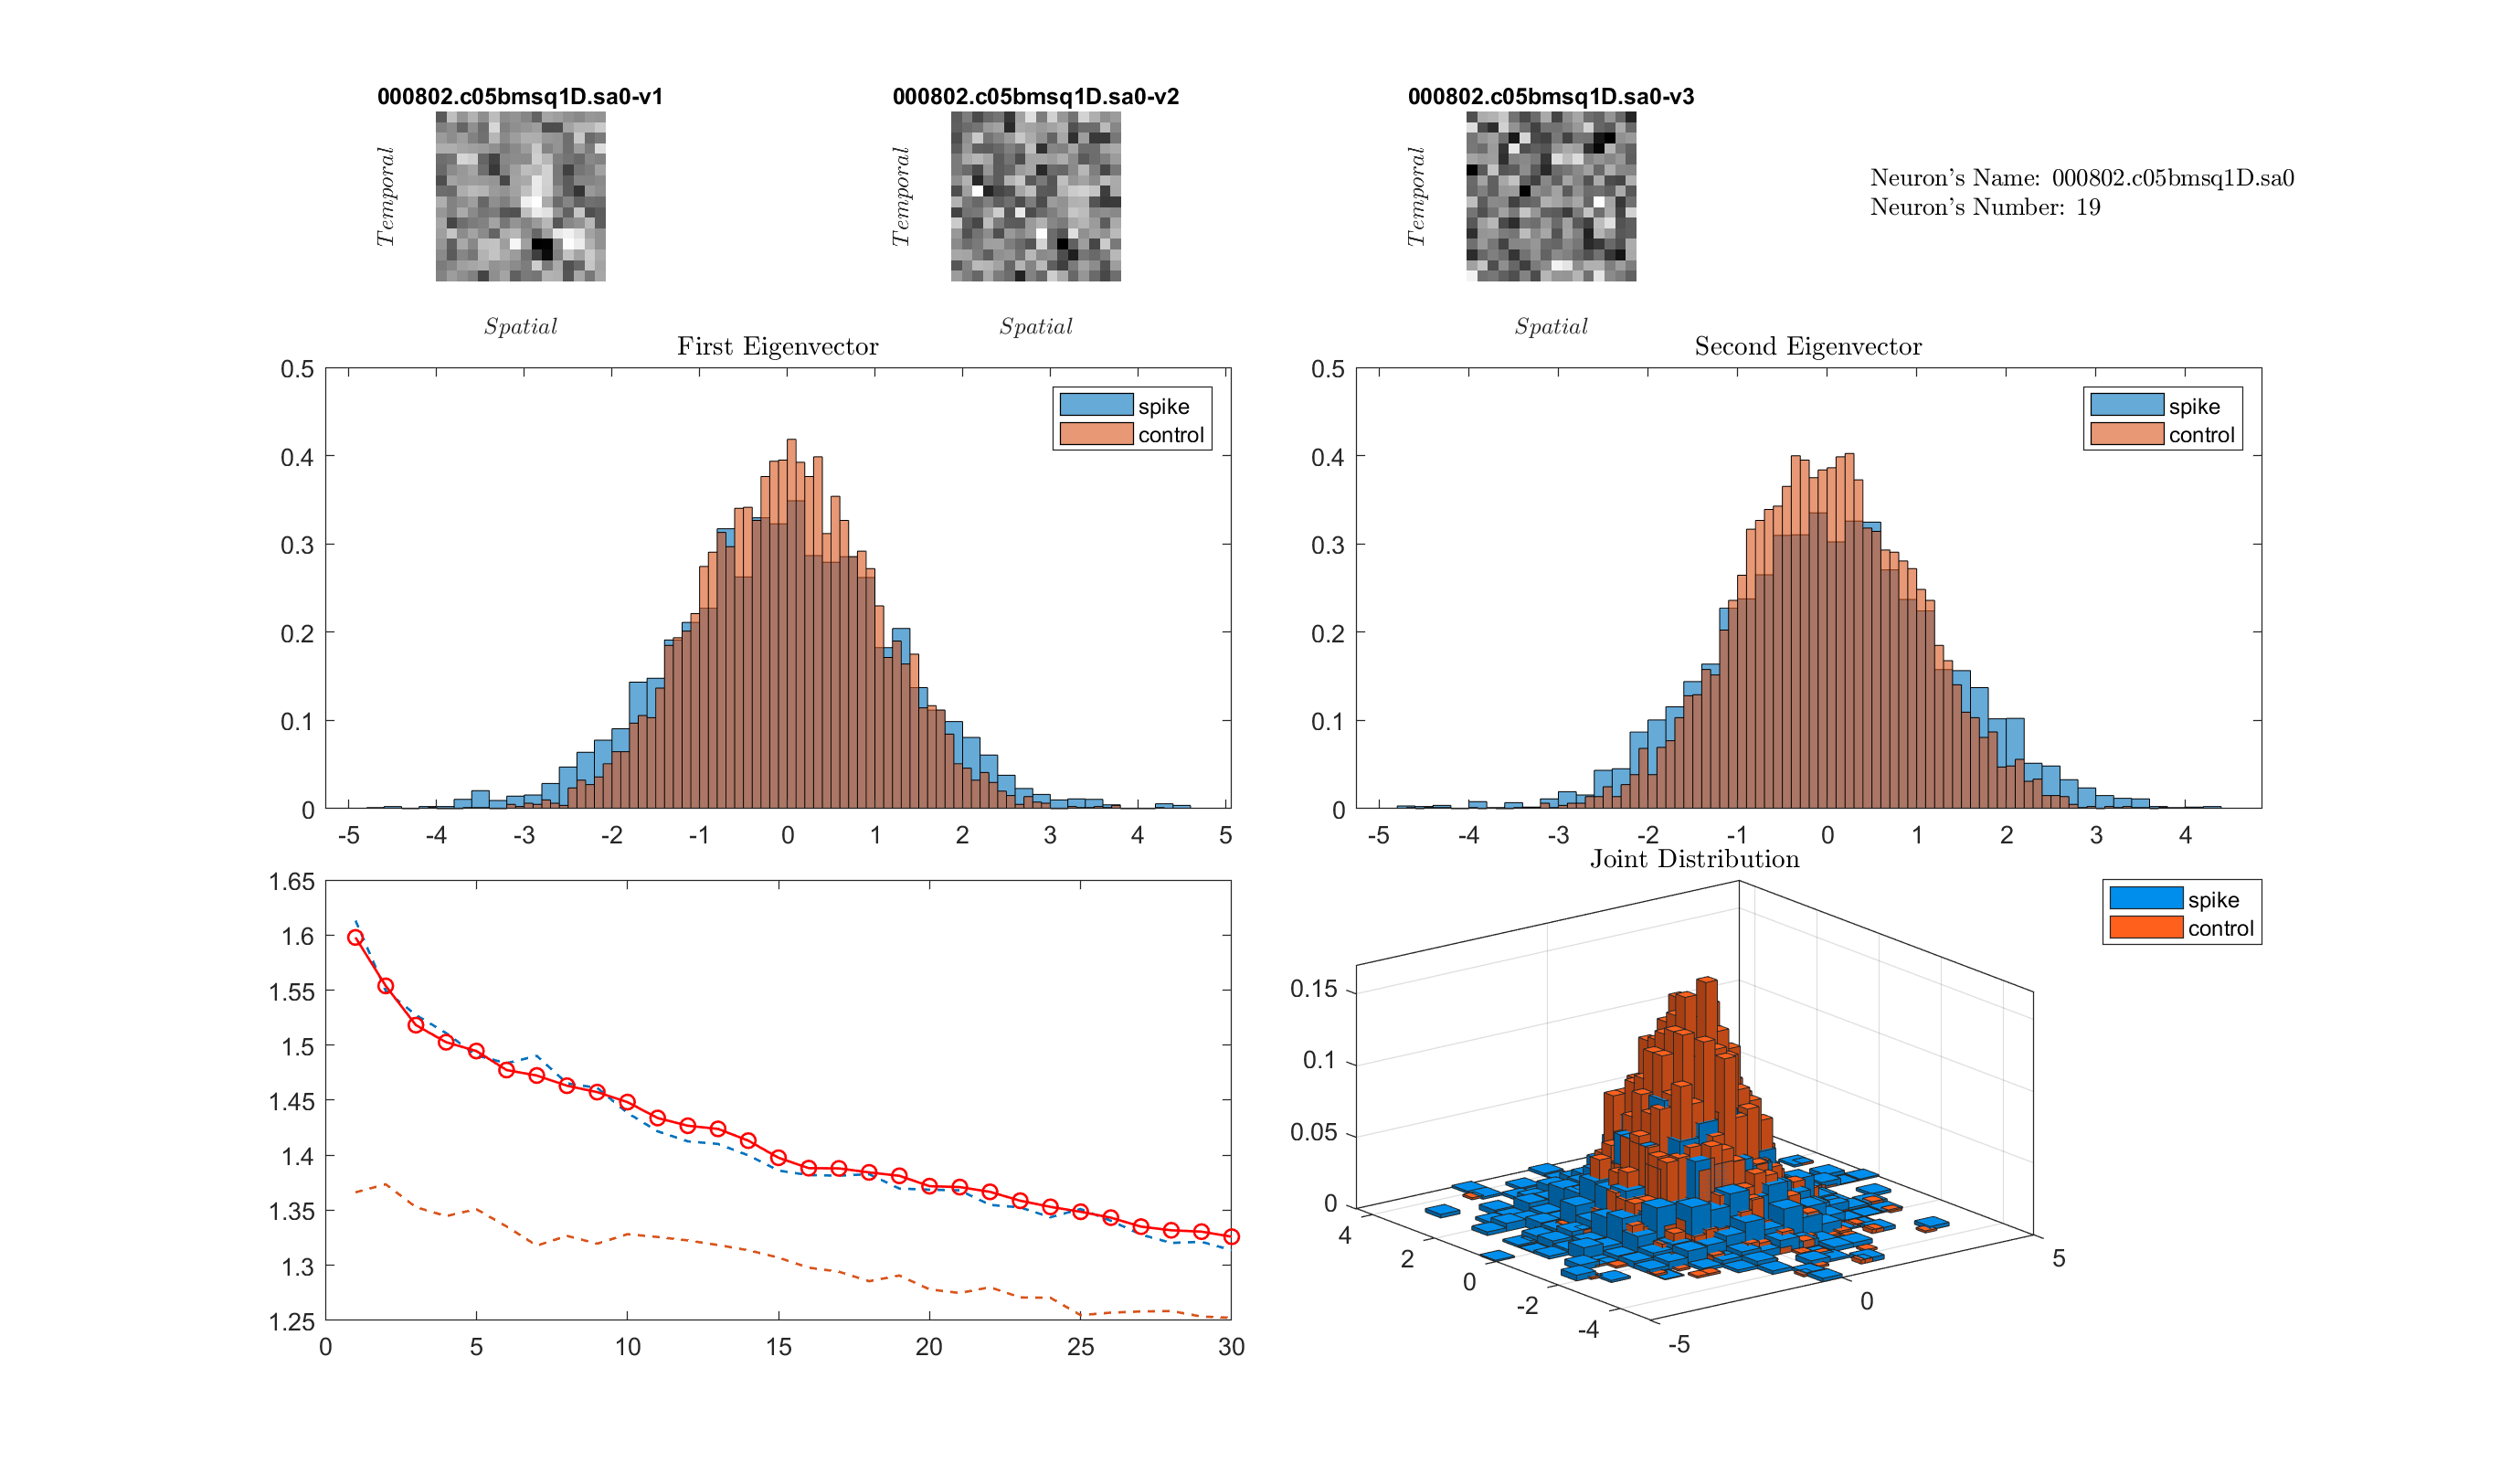 000802.c05bmsq1D.sa0-v1
000802.c05bmsq1D.sa0-v2
000802.c05bmsq1D.sa0-v3
Temporal
Temporal
Temporal
Neuron's Name: 000802.c05bmsq1D.sa0
Neuron's Number: 19
Spatial
Spatial
Spatial
First Eigenvector
0.5
0.4
0.3
0.2
0.1
0
-5 -4 -3 -2 -1 0 1 2 3 4 5
spike
control
Second Eigenvector
0.5
0.4
0.3
0.2
0.1
0
-5 -4 -3 -2 -1 0 1 2 3 4
spike
control
1.65
1.6
1.55
1.5
1.45
1.4
1.35
1.3
1.25
0 5 10 15 20 25 30
Joint Distribution
spike
control
0.15
0.1
0.05
0
4
2
0
-2
-4
-5
0
5